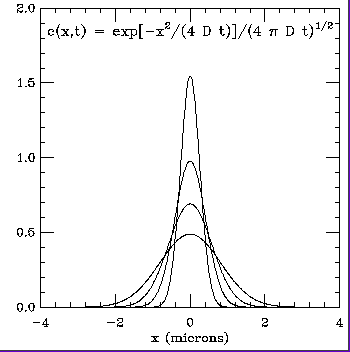 2.0
c(x,t) = exp[-x²/(4 D t)]/(4 π D t)^1/2
1.5
1.0
0.5
0.0
-4 -2 0 2 4
x (microns)